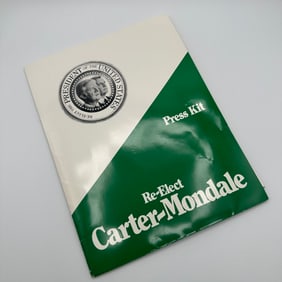 PRESIDENT OF THE UNITED STATES
Press Kit
Re-Elect
Carter-Mondale